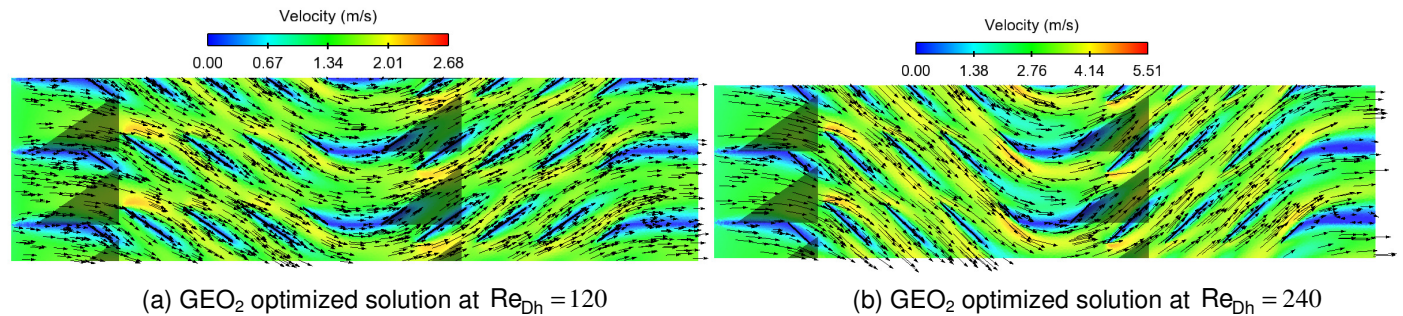 Velocity (m/s)
0.00 0.67 1.34 2.01 2.68
Velocity (m/s)
0.00 1.38 2.76 4.14 5.51
(a) GEO₂ optimized solution at Re_Dh = 120
(b) GEO₂ optimized solution at Re_Dh = 240